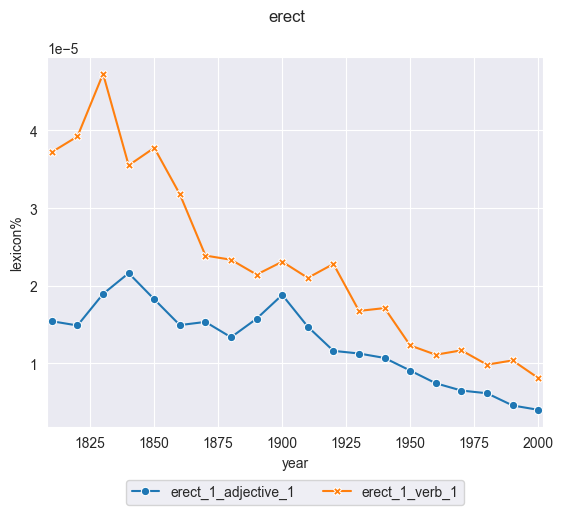 erect
1e−5
4
3
2
1
lexicon%
1825 1850 1875 1900 1925 1950 1975 2000
year
erect_1_adjective_1 erect_1_verb_1